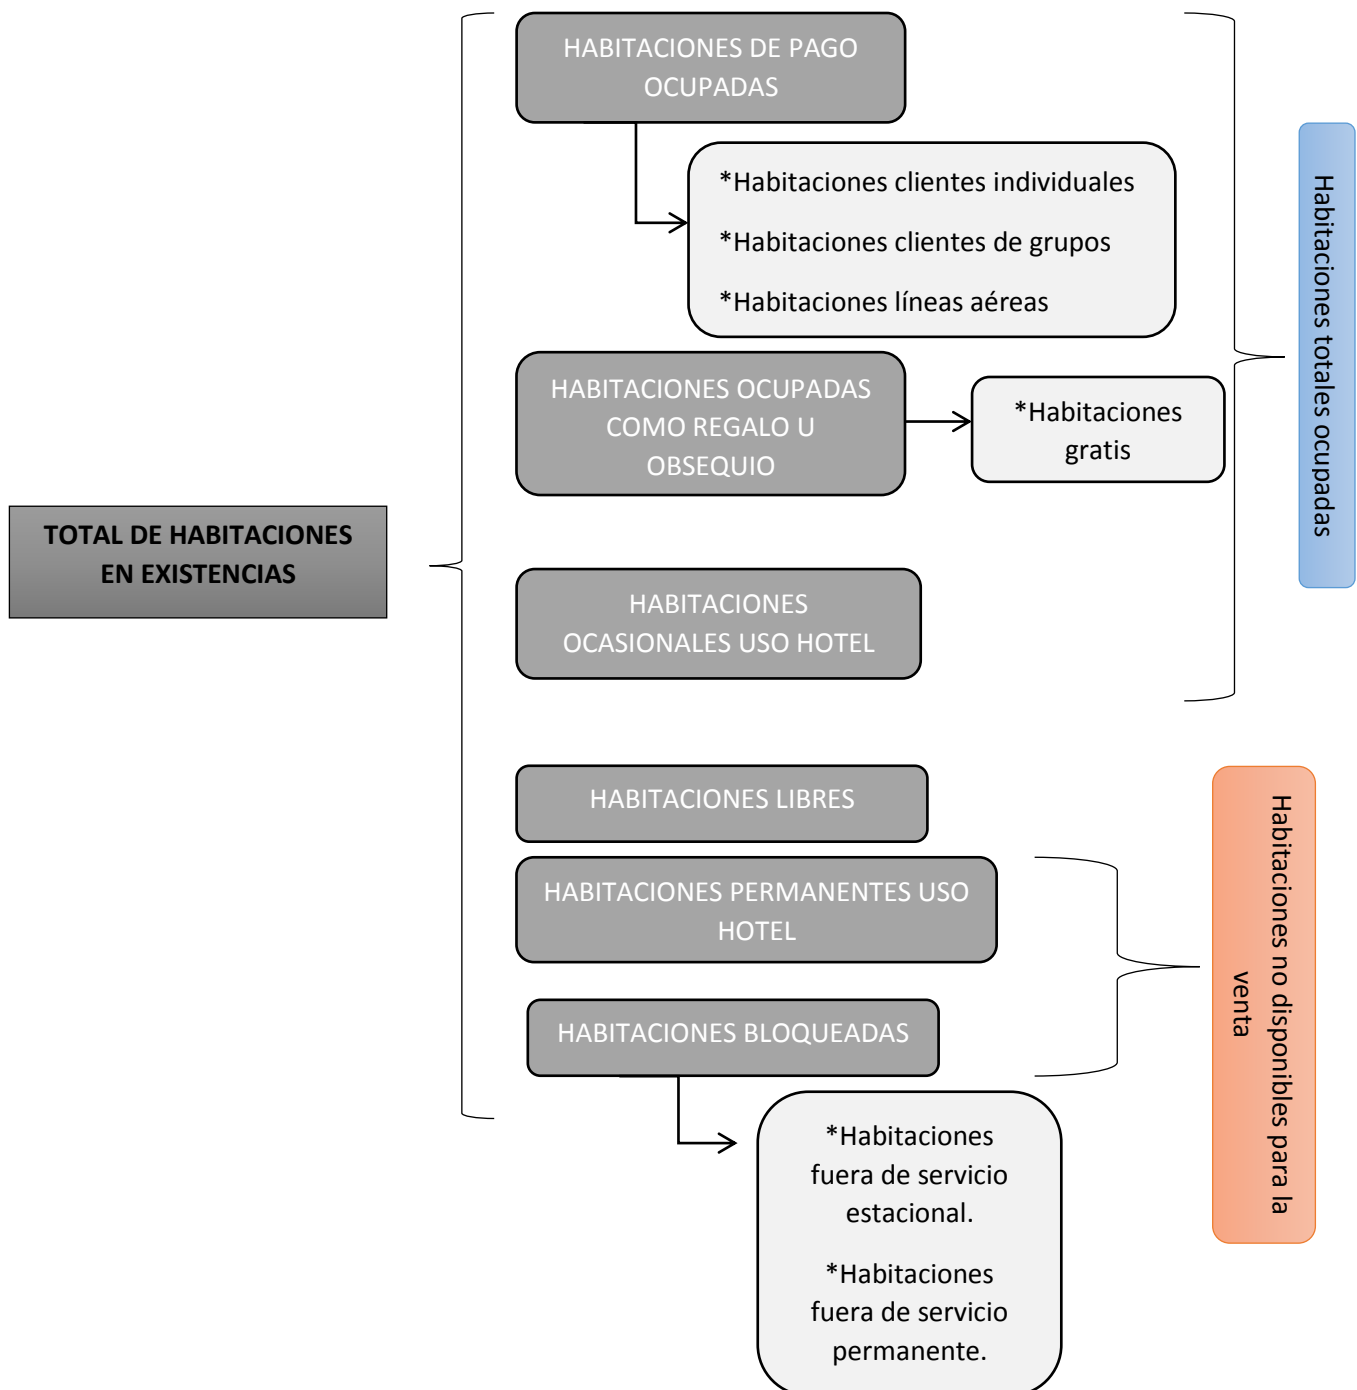 HABITACIONES DE PAGO
OCUPADAS
*Habitaciones clientes individuales
*Habitaciones clientes de grupos
*Habitaciones líneas aéreas
Habitaciones totales ocupadas
HABITACIONES OCUPADAS
COMO REGALO U
OBSEQUIO
*Habitaciones
gratis
TOTAL DE HABITACIONES
EN EXISTENCIAS
HABITACIONES
OCASIONALES USO HOTEL
HABITACIONES LIBRES
HABITACIONES PERMANENTES USO
HOTEL
HABITACIONES BLOQUEADAS
Habitaciones no disponibles para la
venta
*Habitaciones
fuera de servicio
estacional.
*Habitaciones
fuera de servicio
permanente.